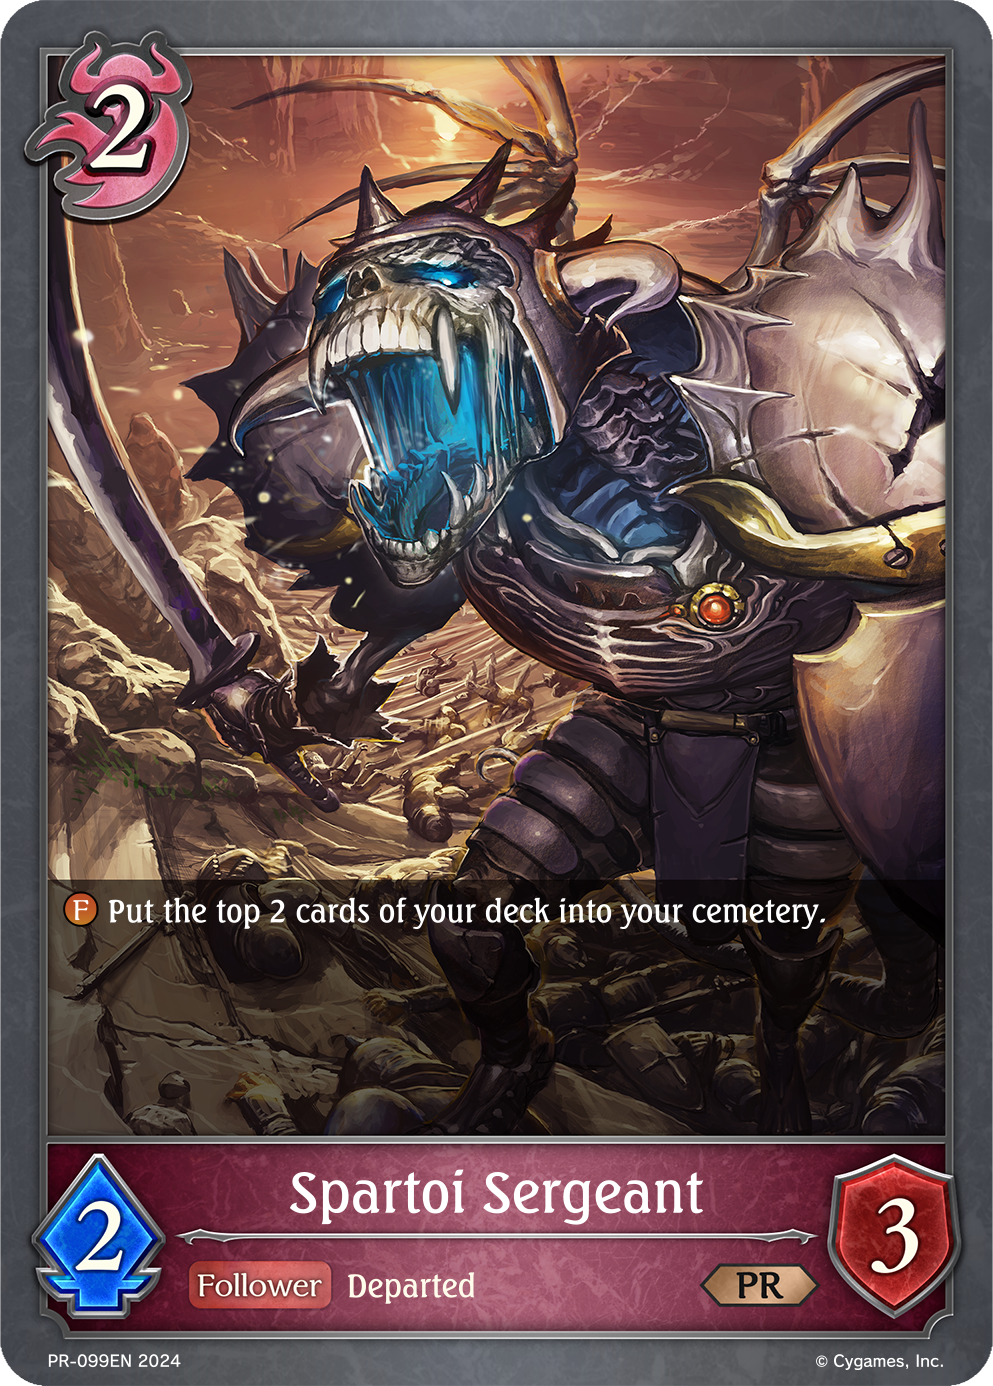 2
F Put the top 2 cards of your deck into your cemetery.
Spartoi Sergeant
2
3
Follower Departed
PR
PR-099EN 2024
© Cygames, Inc.